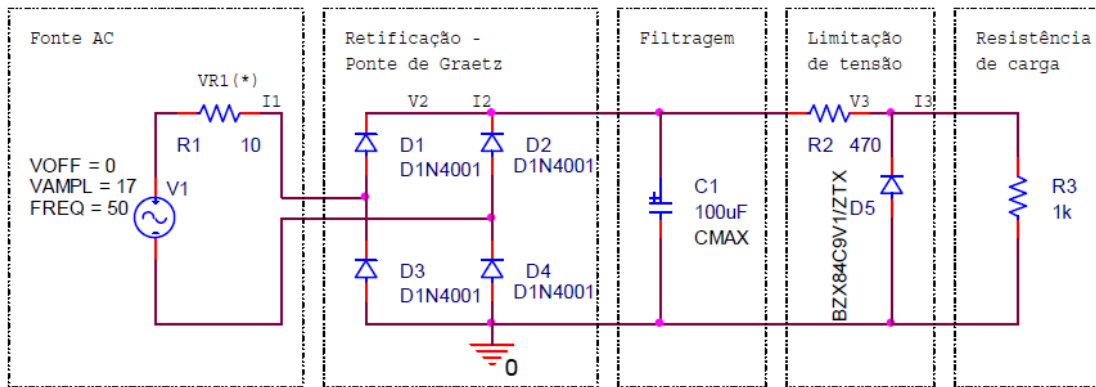 Fonte AC
Retificação -
Ponte de Graetz
Filtragem
Limitação
de tensão
Resistência
de carga
VR1(*)
I1
V2
I2
V3
I3
R1
10
D1
D1N4001
D2
D1N4001
R2
470
VOFF = 0
VAMPL = 17
FREQ = 50
V1
C1
100uF
CMAX
D5
BZX84C9V1/ZTX
R3
1k
D3
D1N4001
D4
D1N4001
0